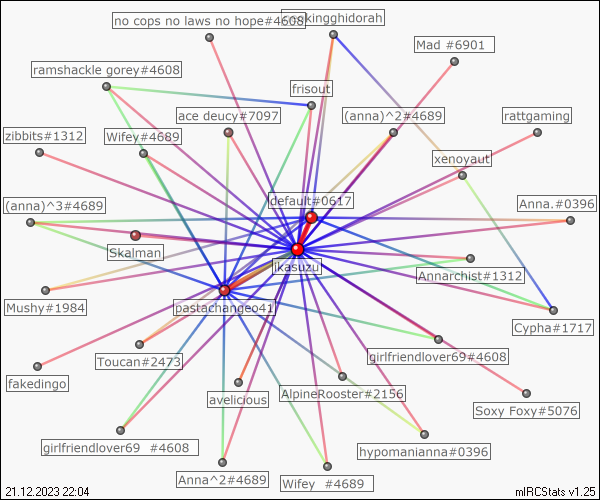 no cops no laws no hope#4608
kingghidorah
Mad #6901
ramshackle gorey#4608
frisout
ace deucy#7097
(anna)^2#4689
rattgaming
zibbits#1312
Wifey#4689
xenoyaut
(anna)^3#4689
default#0617
Anna.#0396
Skalman
jkasuzu
Anarchist#1312
Mushy#1984
pastachangeo41
Cypha#1717
Toucan#2473
girlfriendlover69#4608
fakedingo
avelicious
AlpineRooster#2156
Soxy Foxy#5076
girlfriendlover69 #4608
hypomanianna#0396
Anna^2#4689
Wifey #4689
21.12.2023 22:04
mIRCStats v1.25